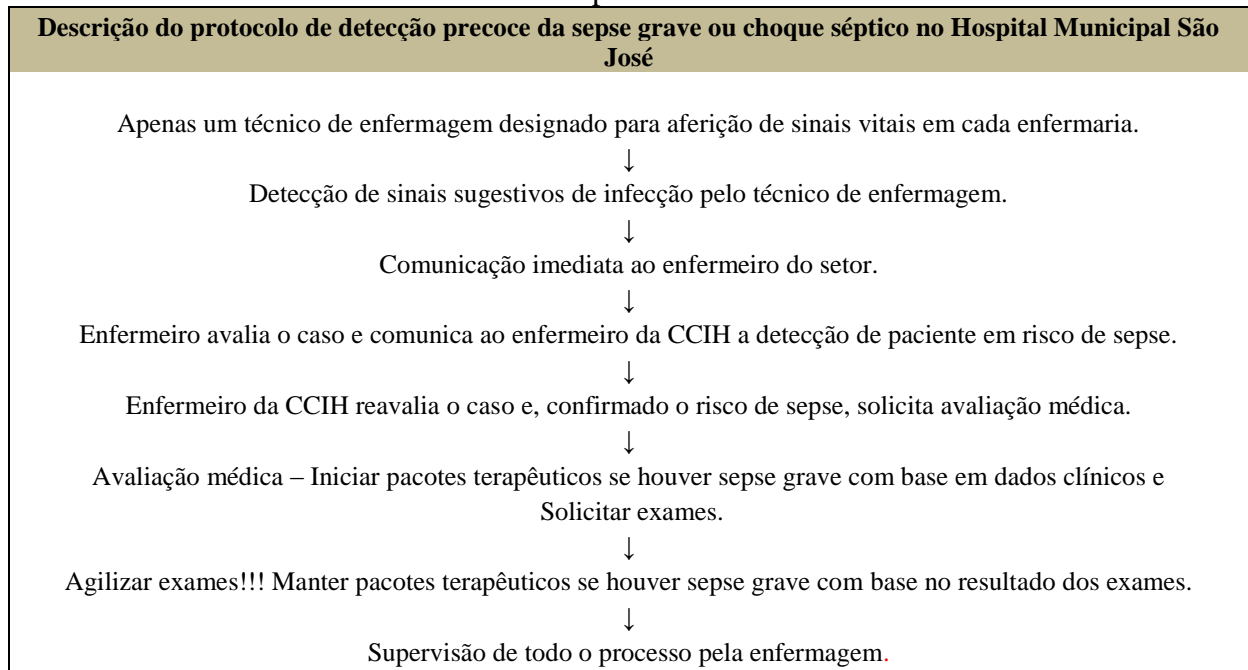 Descrição do protocolo de detecção precoce da sepse grave ou choque séptico no Hospital Municipal São
José
Apenas um técnico de enfermagem designado para aferição de sinais vitais em cada enfermaria.
↓
Detecção de sinais sugestivos de infecção pelo técnico de enfermagem.
↓
Comunicação imediata ao enfermeiro do setor.
↓
Enfermeiro avalia o caso e comunica ao enfermeiro da CCIH a detecção de paciente em risco de sepse.
↓
Enfermeiro da CCIH reavalia o caso e, confirmado o risco de sepse, solicita avaliação médica.
↓
Avaliação médica – Iniciar pacotes terapêuticos se houver sepse grave com base em dados clínicos e
Solicitar exames.
↓
Agilizar exames!!! Manter pacotes terapêuticos se houver sepse grave com base no resultado dos exames.
↓
Supervisão de todo o processo pela enfermagem.